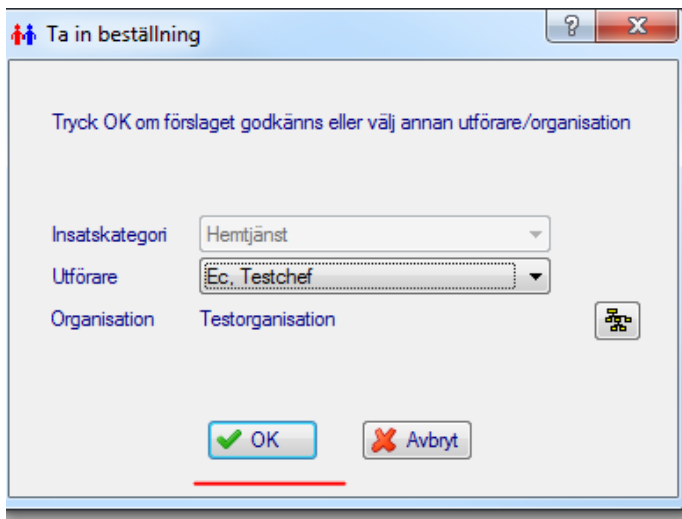 Ta in beställning
Tryck OK om förslaget godkänns eller välj annan utförare/organisation
Insatskategori Hemtjänst
Utförare Ec, Testchef
Organisation Testorganisation
OK Avbryt